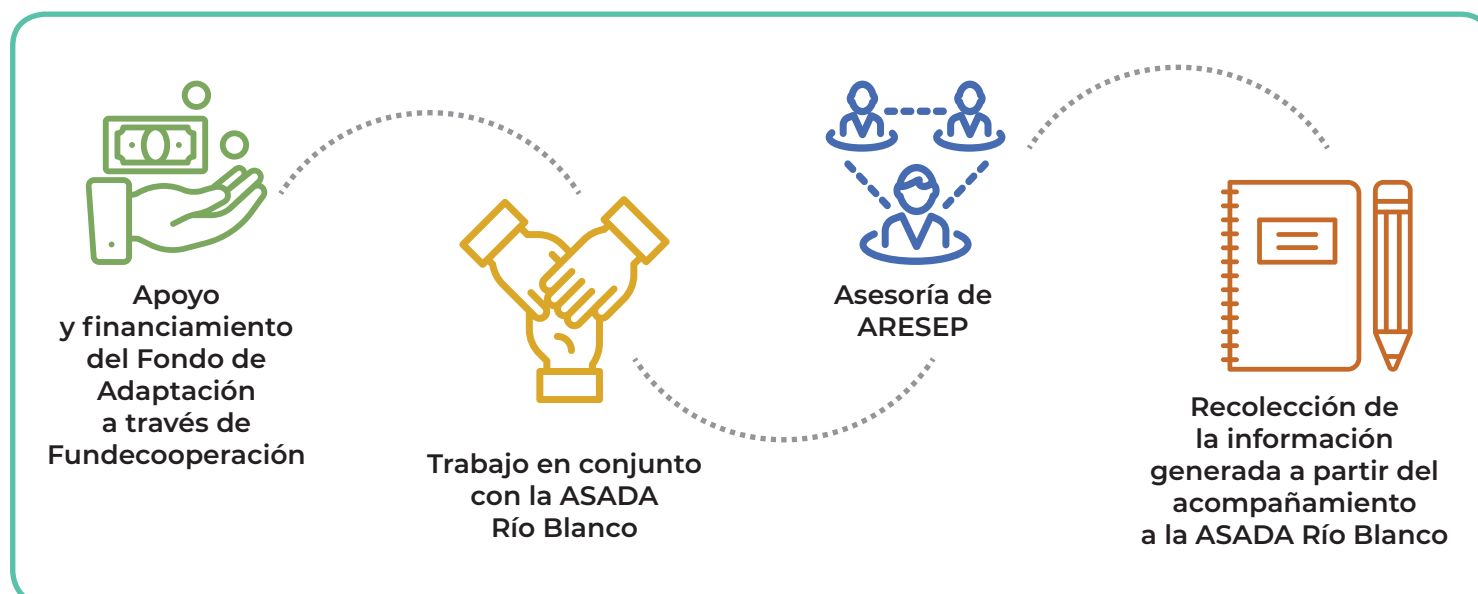 Apoyo
y financiamiento
del Fondo de
Adaptación
a través de
Fundecooperación
Trabajo en conjunto
con la ASADA
Río Blanco
Asesoría de
ARESEP
Recolección de
la información
generada a partir del
acompañamiento
a la ASADA Río Blanco